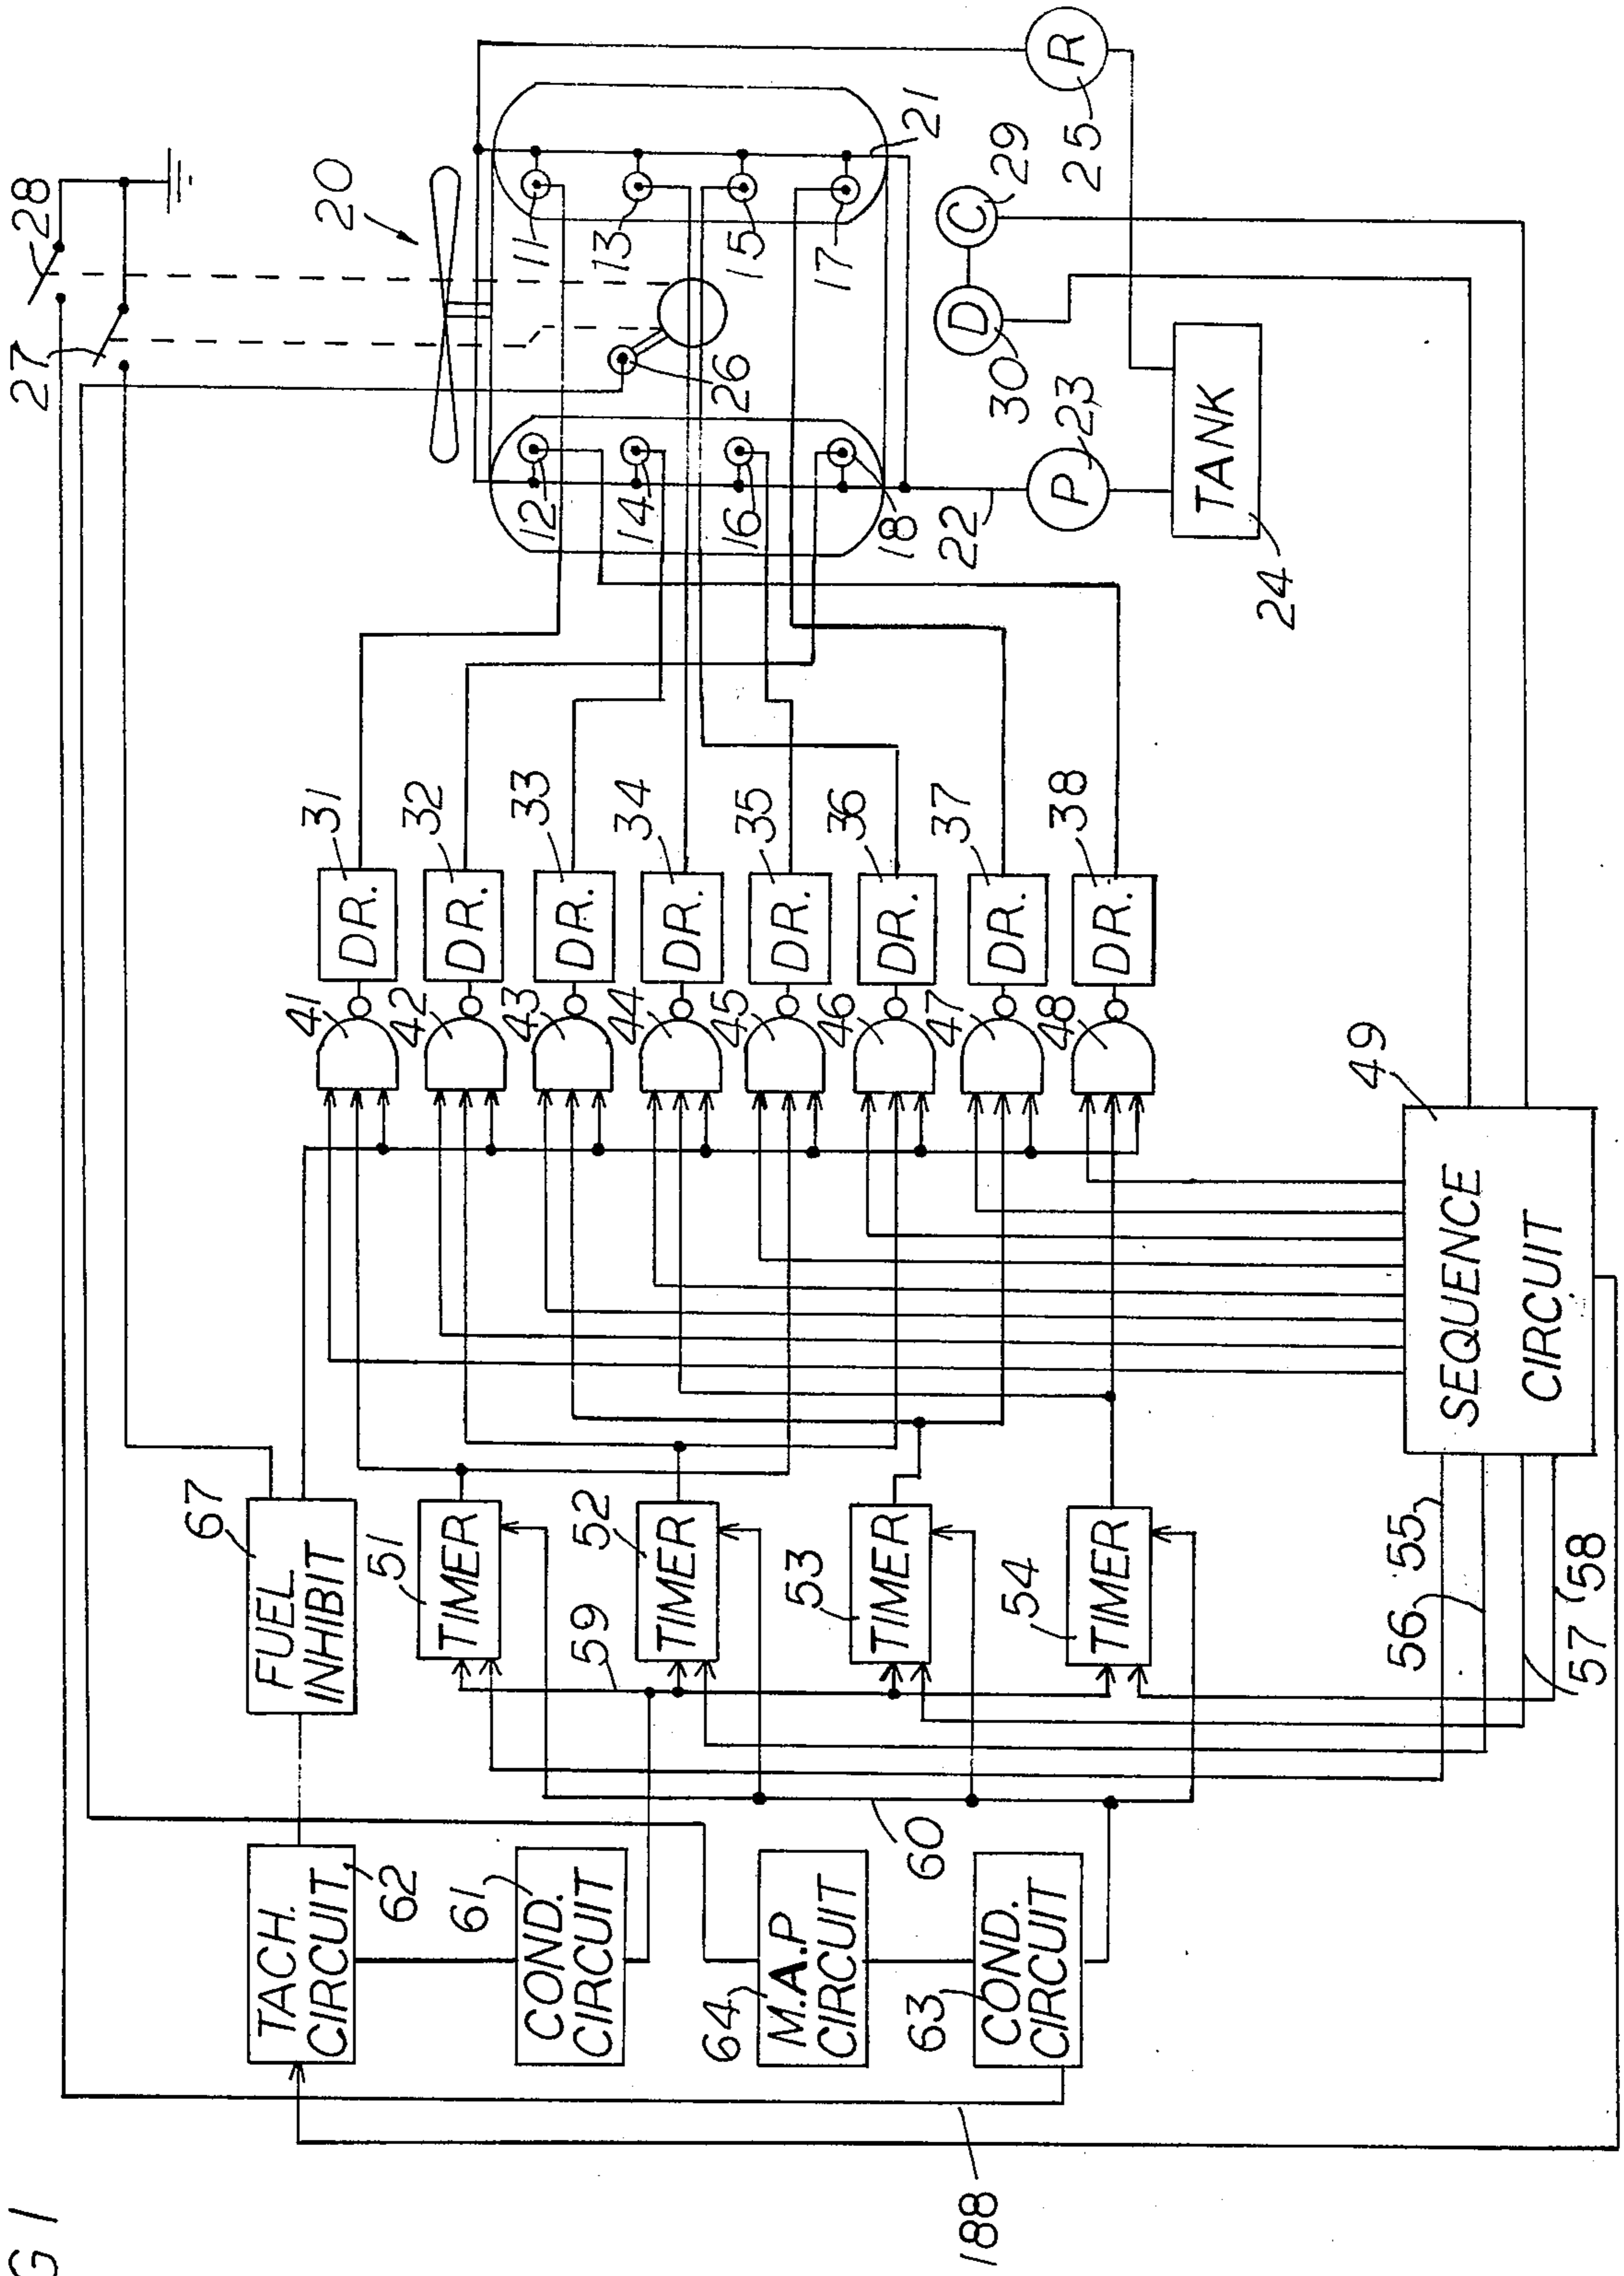 G 1
TACH.
CIRCUIT.
62
COND.
CIRCUIT
61
M.A.P
CIRCUIT
64
COND.
CIRCUIT
63
188
FUEL
INHIBIT
67
TIMER
51
TIMER
52
TIMER
53
TIMER
54
59
60
55
56
57
58
SEQUENCE
CIRCUIT
49
41
42
43
44
45
46
47
48
DR.
31
DR.
32
DR.
33
DR.
34
DR.
35
DR.
36
DR.
37
DR.
38
27
28
20
12
14
16
18
11
13
15
17
26
21
22
P
23
TANK
24
D
30
C
29
R
25